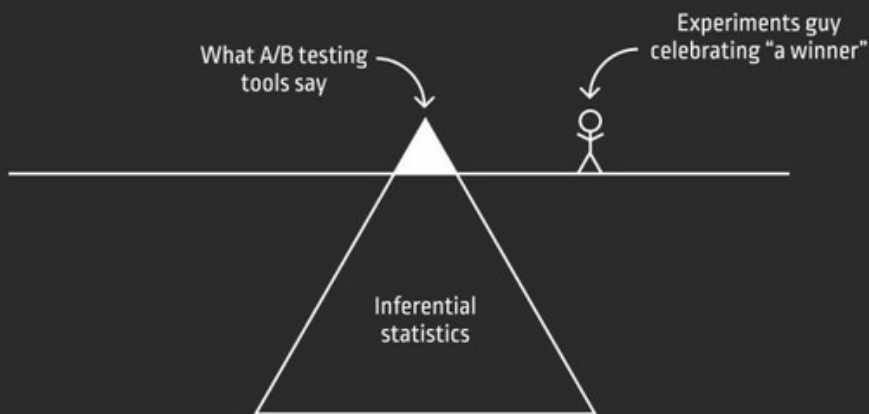 What A/B testing
tools say
Experiments guy
celebrating “a winner”
Inferential
statistics